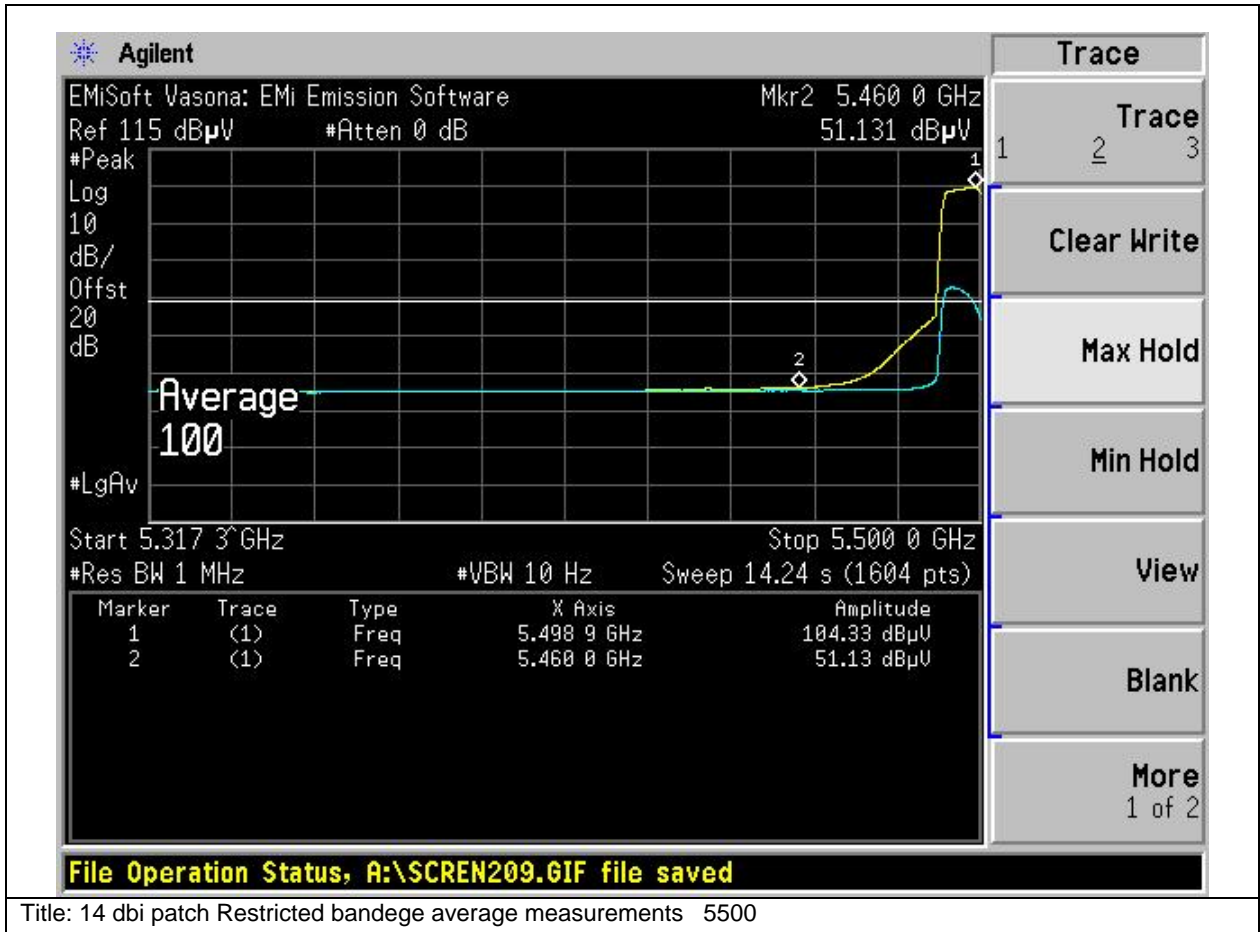 Agilent
Trace
EMiSoft Vasona: EMi Emission Software
Mkr2 5.460 0 GHz
Ref 115 dBµV
#Atten 0 dB
51.131 dBµV
#Peak
Log
10
dB/
Offst
20
dB
#LgAv
1
2
Average
100
Start 5.317 3^GHz
Stop 5.500 0 GHz
#Res BW 1 MHz
#VBW 10 Hz
Sweep 14.24 s (1604 pts)
Marker Trace Type X Axis Amplitude
1 (1) Freq 5.498 9 GHz 104.33 dBµV
2 (1) Freq 5.460 0 GHz 51.13 dBµV
Trace
1 2 3
Clear Write
Max Hold
Min Hold
View
Blank
More
1 of 2
File Operation Status, A:\SCREN209.GIF file saved
Title: 14 dbi patch Restricted bandege average measurements 5500